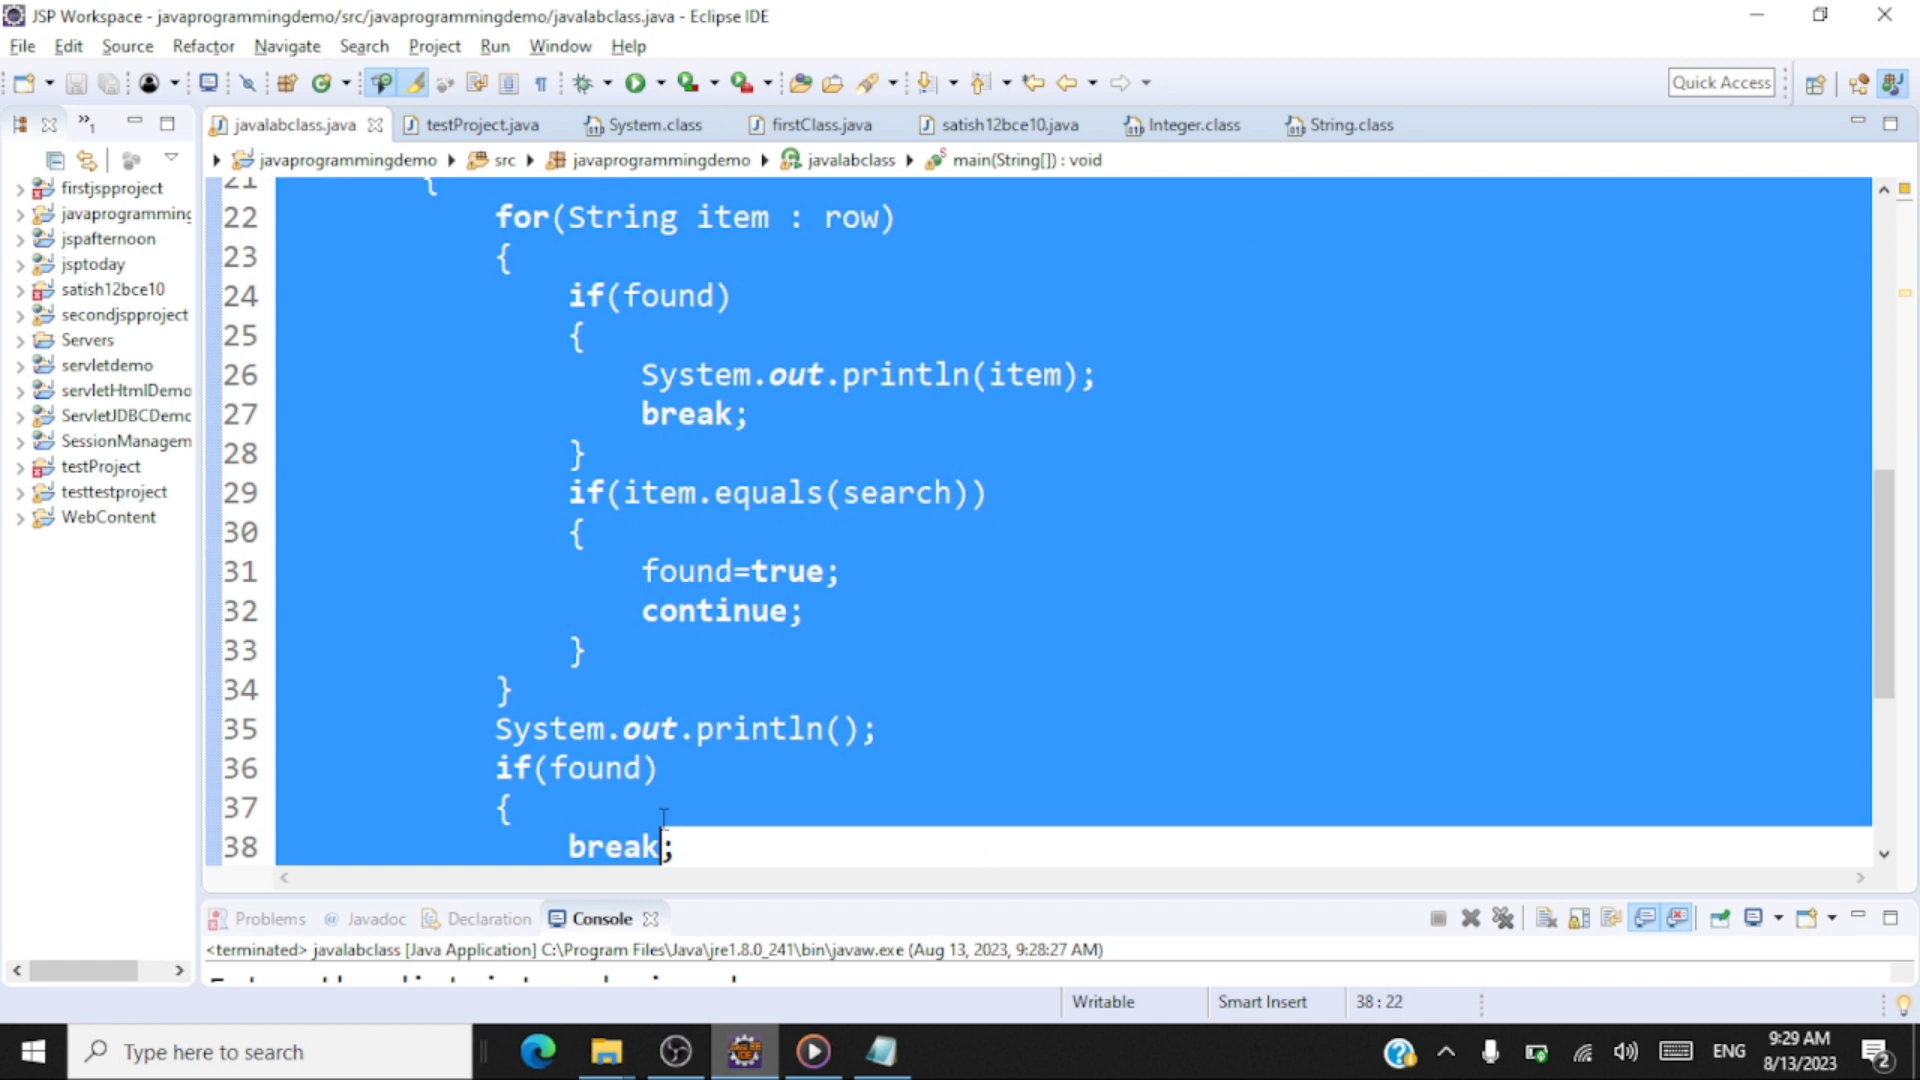 JSP Workspace - javaprogrammingdemo/src/javaprogrammingdemo/javalabclass.java - Eclipse IDE
File Edit Source Refactor Navigate Search Project Run Window Help
Quick Access
javalabclass.java testProject.java System.class firstClass.java satish12bce10.java Integer.class String.class
»1
javaprogrammingdemo src javaprogrammingdemo javalabclass main(String[]) : void
firstjspproject
javaprogramming
jspafternoon
jsptoday
satish12bce10
secondjspproject
Servers
servletdemo
servletHtmlDemo
ServletJDBCDemo
SessionManagem
testProject
testtestproject
WebContent
21 {
22 for(String item : row)
23 {
24 if(found)
25 {
26 System.out.println(item);
27 break;
28 }
29 if(item.equals(search))
30 {
31 found=true;
32 continue;
33 }
34 }
35 System.out.println();
36 if(found)
37 {
38 break;
Problems @ Javadoc Declaration Console
<terminated> javalabclass [Java Application] C:\Program Files\Java\jre1.8.0_241\bin\javaw.exe (Aug 13, 2023, 9:28:27 AM)
Writable Smart Insert 38 : 22
Type here to search
ENG
9:29 AM
8/13/2023
2